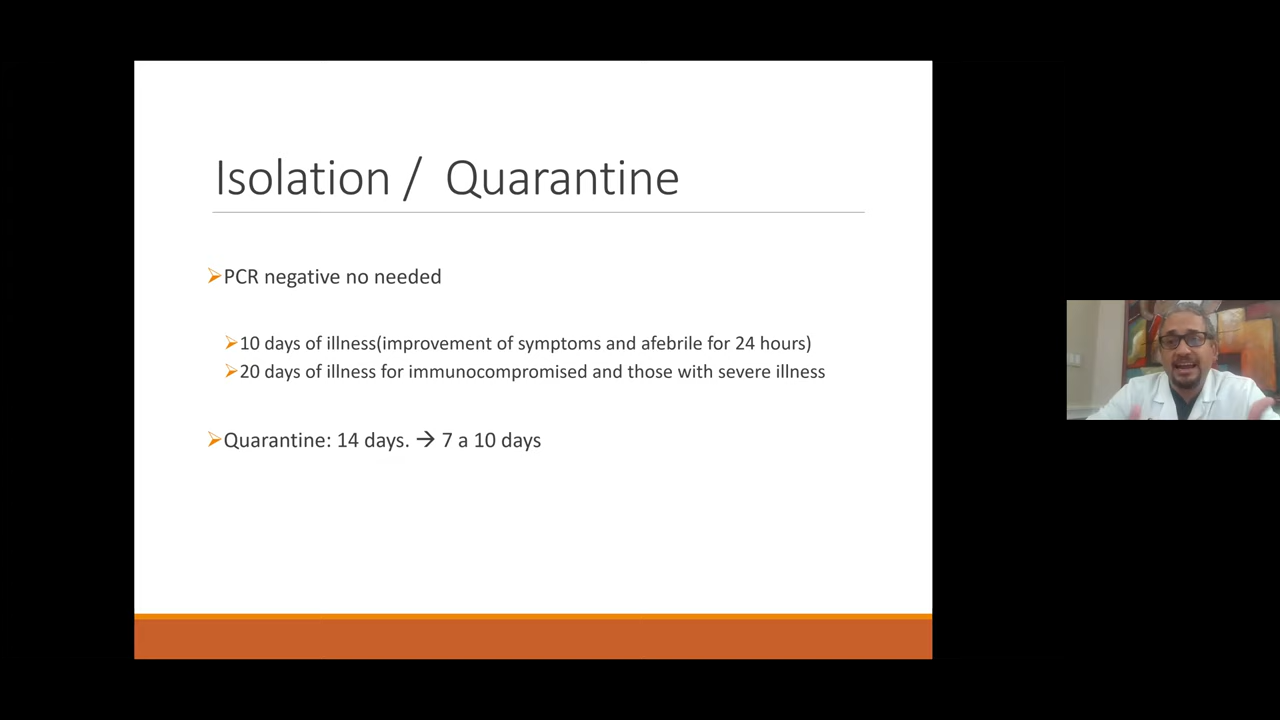 Isolation / Quarantine
PCR negative no needed
10 days of illness(improvement of symptoms and afebrile for 24 hours)
20 days of illness for immunocompromised and those with severe illness
Quarantine: 14 days. → 7 a 10 days